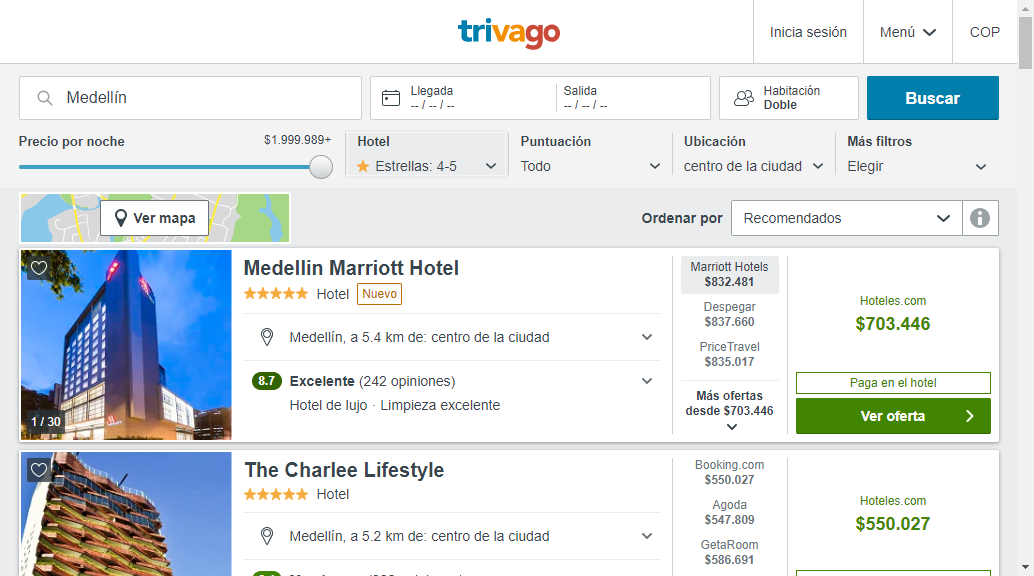 trivago
Inicia sesión
Menú
COP
Medellín
Llegada
-- / -- / --
Salida
-- / -- / --
Habitación
Doble
Buscar
Precio por noche
$1.999.989+
Hotel
Estrellas: 4-5
Puntuación
Todo
Ubicación
centro de la ciudad
Más filtros
Elegir
Ver mapa
Ordenar por
Recomendados
Medellin Marriott Hotel
Hotel
Nuevo
Medellín, a 5.4 km de: centro de la ciudad
8.7 Excelente (242 opiniones)
Hotel de lujo · Limpieza excelente
1 / 30
Marriott Hotels
$832.481
Despegar
$837.660
PriceTravel
$835.017
Más ofertas
desde $703.446
Hoteles.com
$703.446
Paga en el hotel
Ver oferta
The Charlee Lifestyle
Hotel
Medellín, a 5.2 km de: centro de la ciudad
Booking.com
$550.027
Agoda
$547.809
GetaRoom
$586.691
Hoteles.com
$550.027